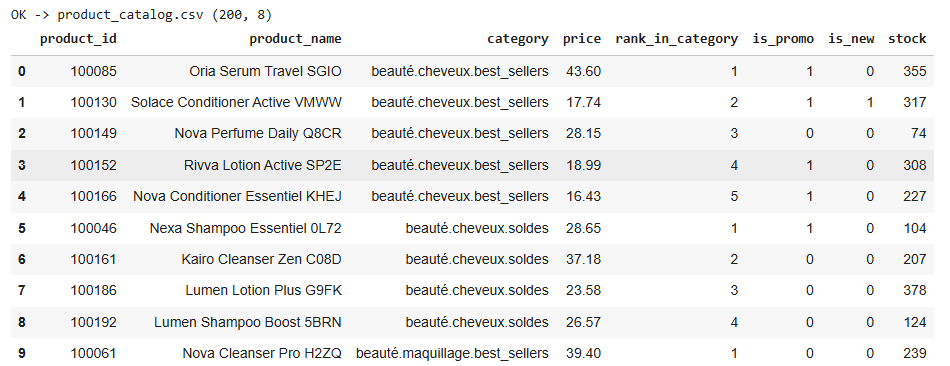 OK -> product_catalog.csv (200, 8)
product_id product_name category price rank_in_category is_promo is_new stock
0 100085 Oria Serum Travel SGIO beauté.cheveux.best_sellers 43.60 1 1 0 355
1 100130 Solace Conditioner Active VMWW beauté.cheveux.best_sellers 17.74 2 1 1 317
2 100149 Nova Perfume Daily Q8CR beauté.cheveux.best_sellers 28.15 3 0 0 74
3 100152 Rivva Lotion Active SP2E beauté.cheveux.best_sellers 18.99 4 1 0 308
4 100166 Nova Conditioner Essentiel KHEJ beauté.cheveux.best_sellers 16.43 5 1 0 227
5 100046 Nexa Shampoo Essentiel 0L72 beauté.cheveux.soldes 28.65 1 1 0 104
6 100161 Kairo Cleanser Zen C08D beauté.cheveux.soldes 37.18 2 0 0 207
7 100186 Lumen Lotion Plus G9FK beauté.cheveux.soldes 23.58 3 0 0 378
8 100192 Lumen Shampoo Boost 5BRN beauté.cheveux.soldes 26.57 4 0 0 124
9 100061 Nova Cleanser Pro H2ZQ beauté.maquillage.best_sellers 39.40 1 0 0 239